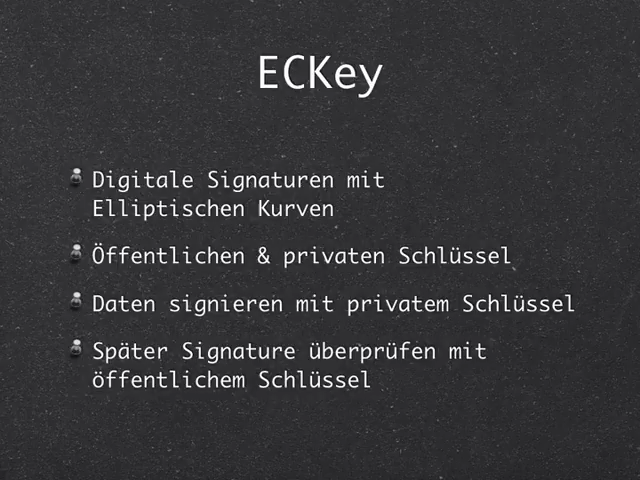 ECKey
Digitale Signaturen mit
Elliptischen Kurven
Öffentlichen & privaten Schlüssel
Daten signieren mit privatem Schlüssel
Später Signature überprüfen mit
öffentlichem Schlüssel